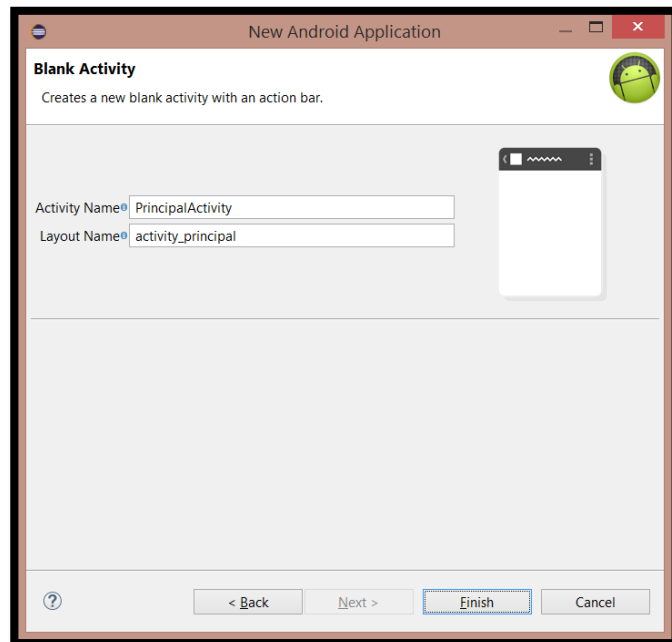 New Android Application
Blank Activity
Creates a new blank activity with an action bar.
Activity Name PrincipalActivity
Layout Name activity_principal
< Back Next > Finish Cancel